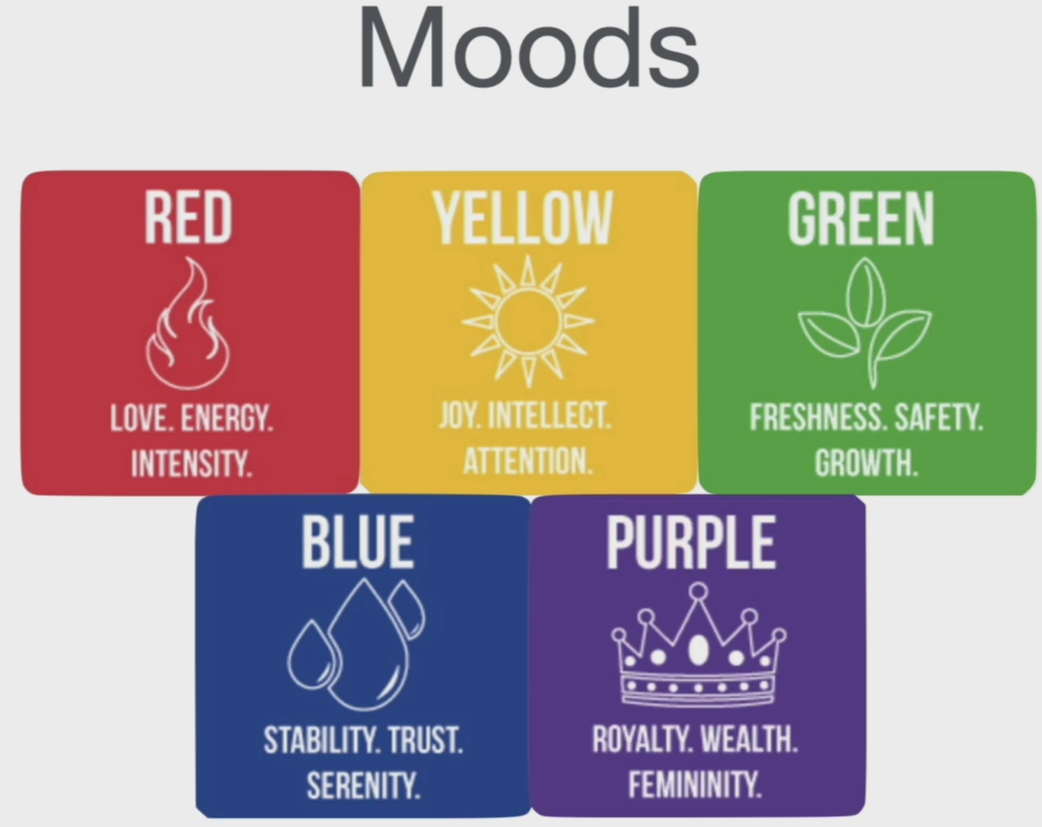 Moods
RED
LOVE. ENERGY.
INTENSITY.
YELLOW
JOY. INTELLECT.
ATTENTION.
GREEN
FRESHNESS. SAFETY.
GROWTH.
BLUE
STABILITY. TRUST.
SERENITY.
PURPLE
ROYALTY. WEALTH.
FEMININITY.